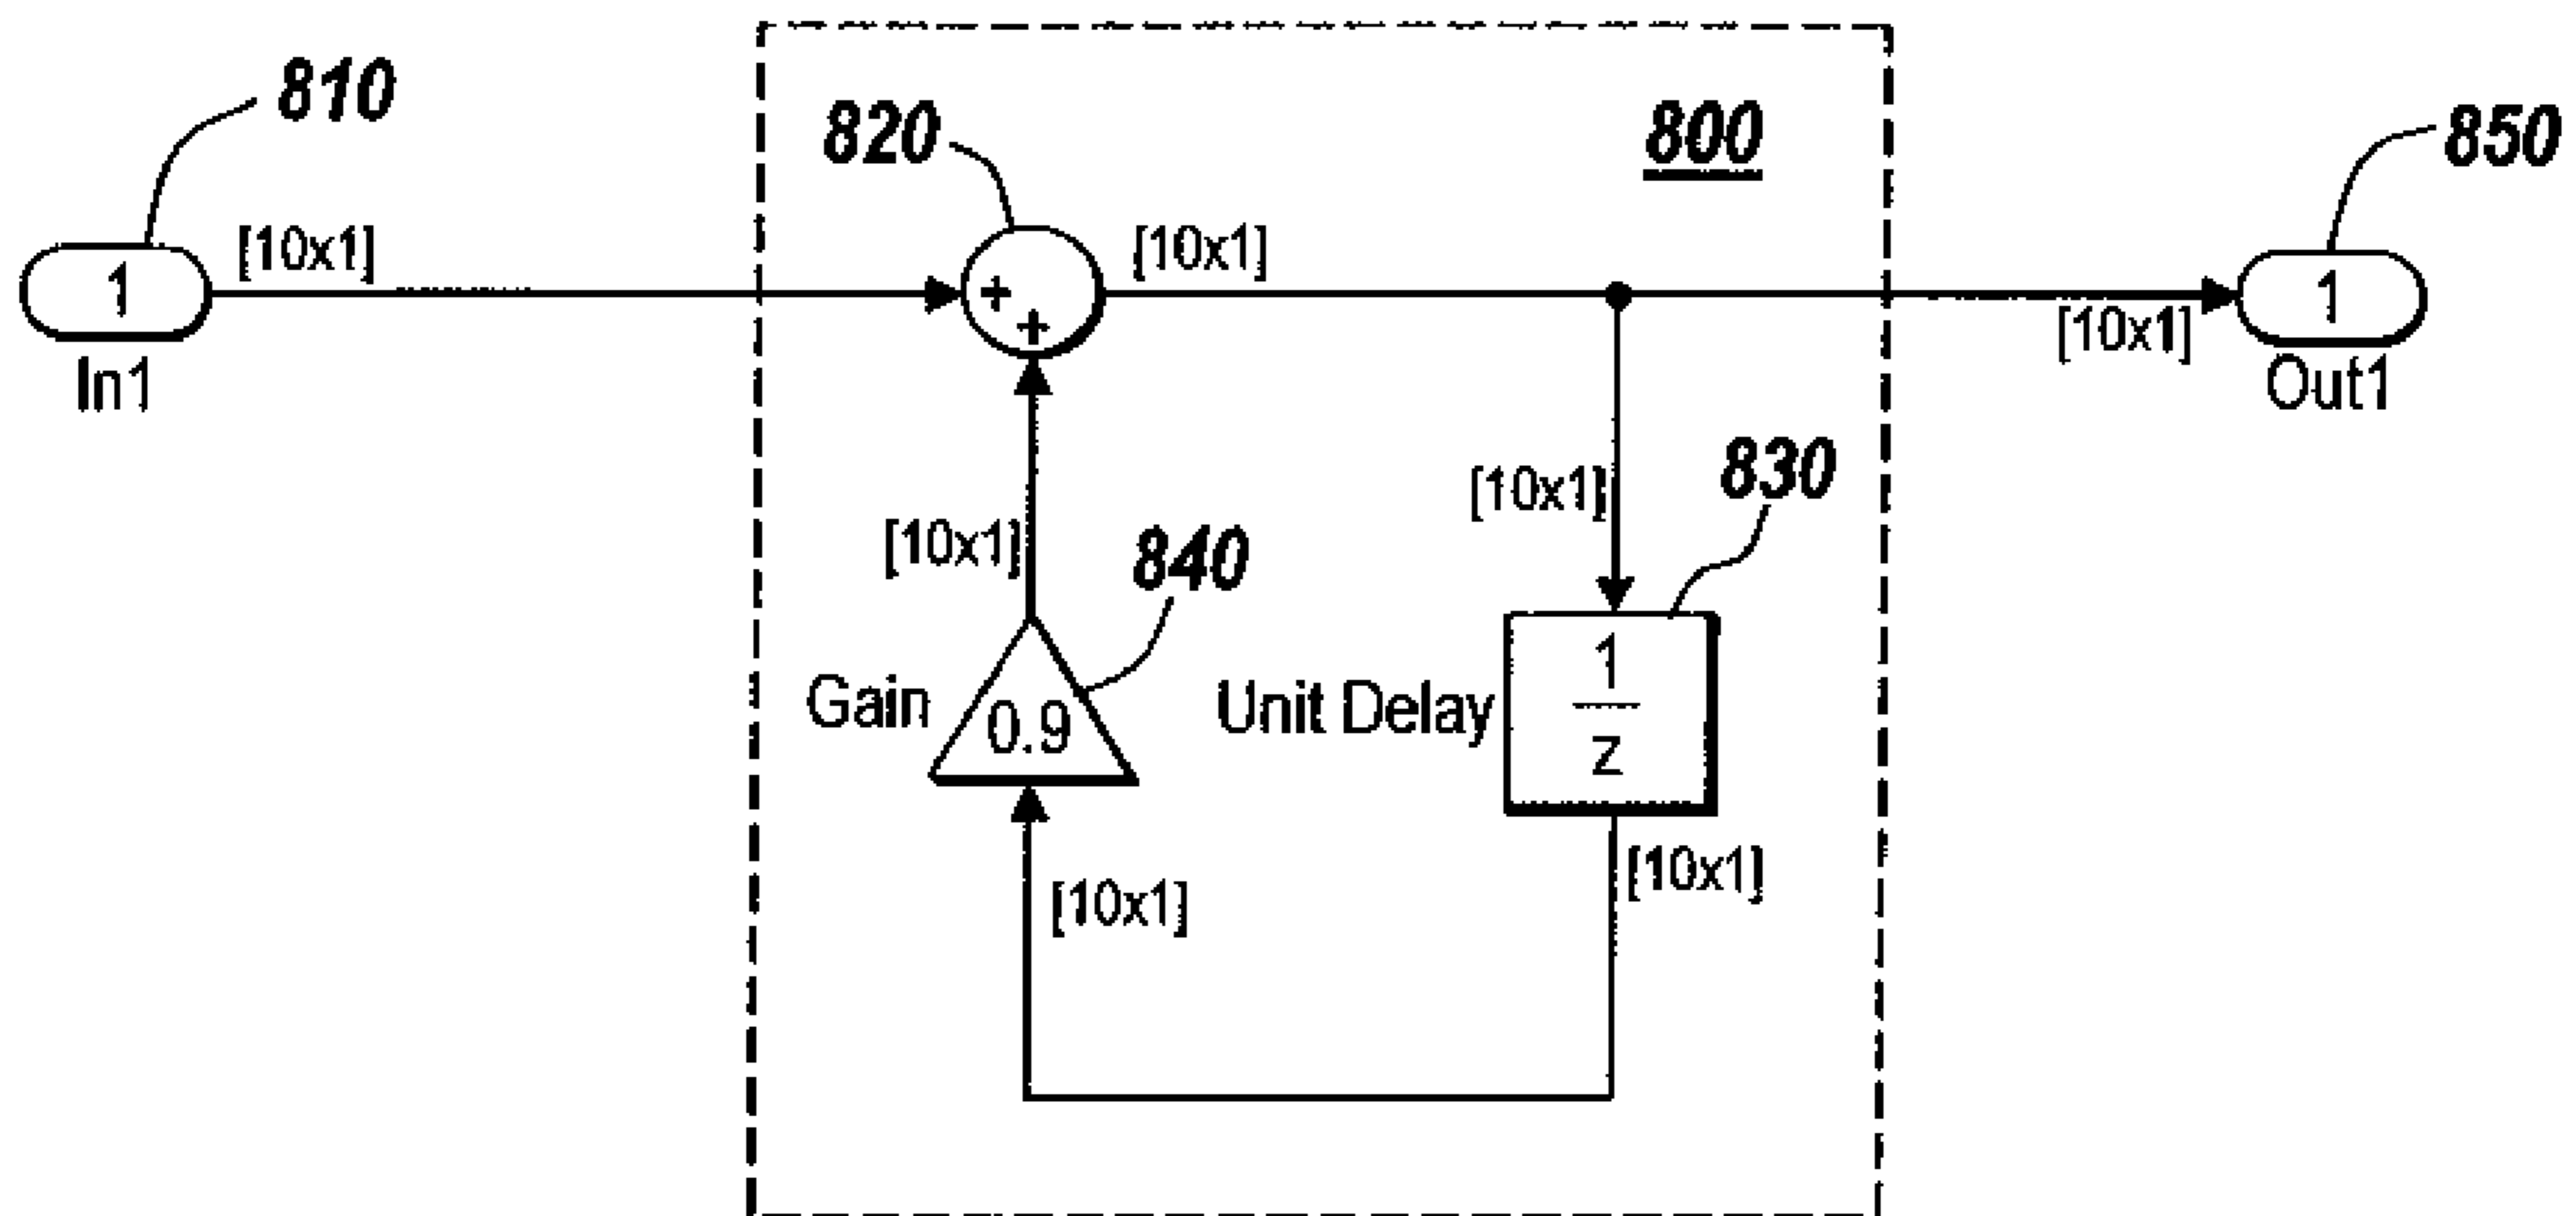 810
820
800
850
[10x1]
[10x1]
1
+
+
1
[10x1]
In1
Out1
830
[10x1]
[10x1]
840
Gain
0.9
Unit Delay
1
z
[10x1]
[10x1]